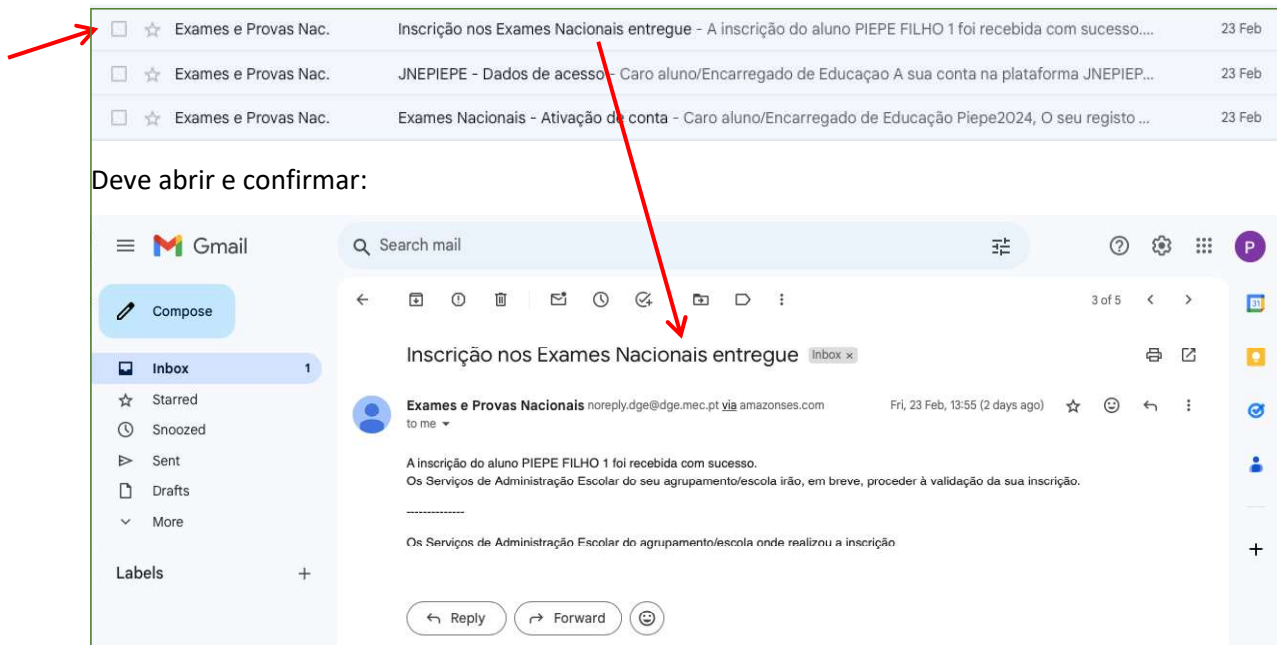 Exames e Provas Nac. Inscrição nos Exames Nacionais entregue - A inscrição do aluno PIEPE FILHO 1 foi recebida com sucesso.... 23 Feb
Exames e Provas Nac. JNEPIEPE - Dados de acesso - Caro aluno/Encarregado de Educaçao A sua conta na plataforma JNEPIEP... 23 Feb
Exames e Provas Nac. Exames Nacionais - Ativação de conta - Caro aluno/Encarregado de Educação Piepe2024, O seu registo ... 23 Feb
Deve abrir e confirmar:
Gmail Search mail P
Compose 3 of 5 31
Inscrição nos Exames Nacionais entregue Inbox x
Inbox 1
Starred Exames e Provas Nacionais noreply.dge@dge.mec.pt via amazonses.com Fri, 23 Feb, 13:55 (2 days ago)
to me
Snoozed
Sent A inscrição do aluno PIEPE FILHO 1 foi recebida com sucesso.
Os Serviços de Administração Escolar do seu agrupamento/escola irão, em breve, proceder à validação da sua inscrição.
Drafts
--------------
More
Os Serviços de Administração Escolar do agrupamento/escola onde realizou a inscrição
Labels +
Reply Forward